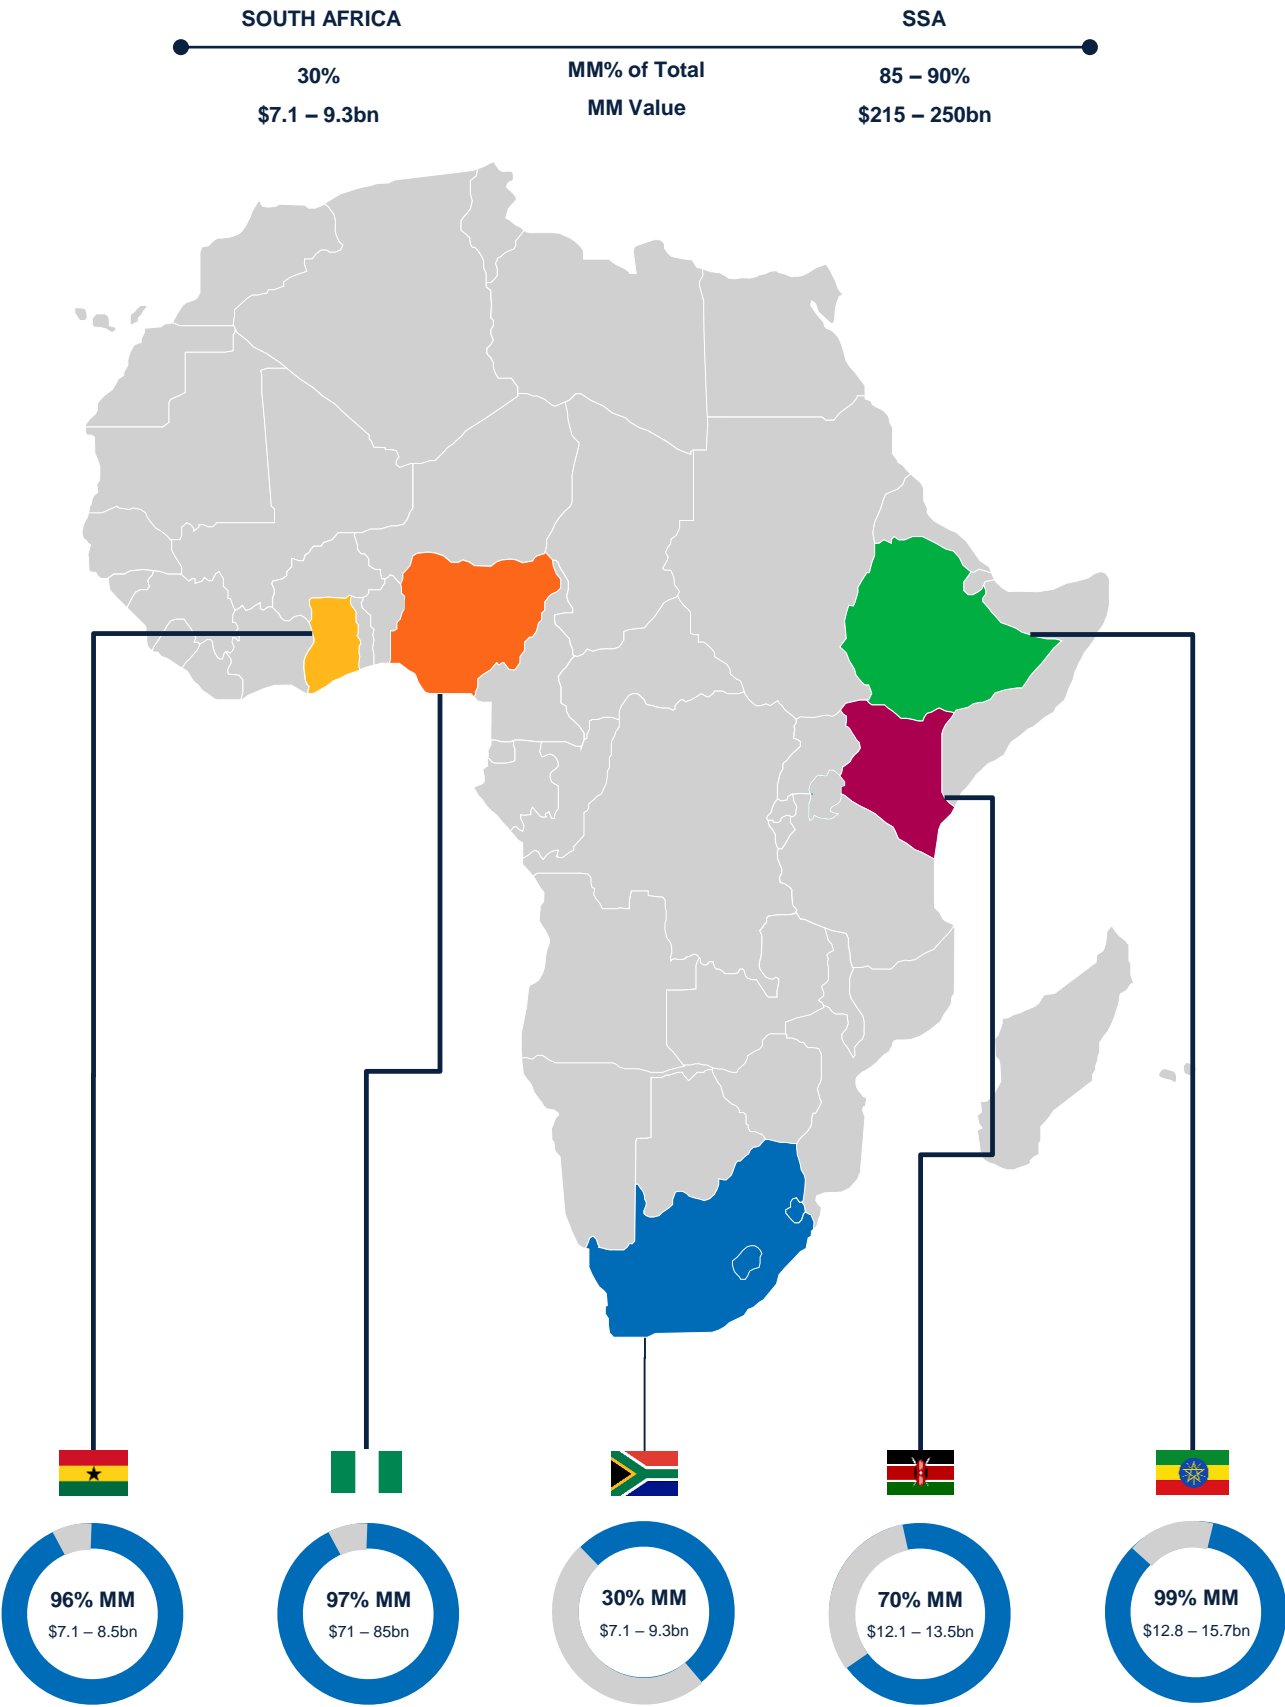 SOUTH AFRICA SSA
30% MM% of Total 85 – 90%
$7.1 – 9.3bn MM Value $215 – 250bn
96% MM
$7.1 – 8.5bn
97% MM
$71 – 85bn
30% MM
$7.1 – 9.3bn
70% MM
$12.1 – 13.5bn
99% MM
$12.8 – 15.7bn